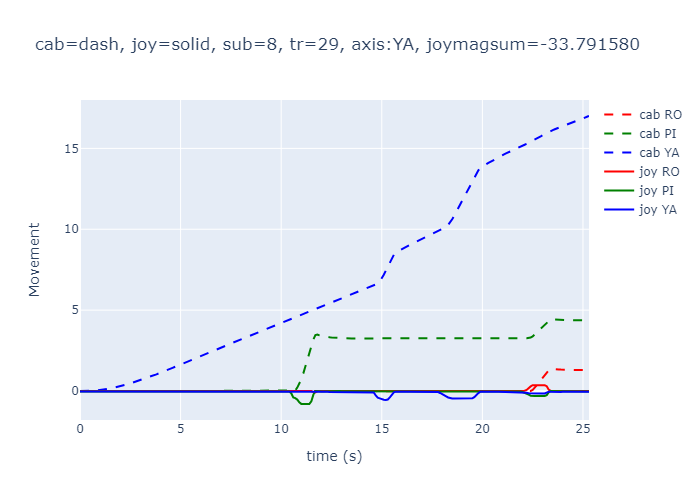 cab=dash, joy=solid, sub=8, tr=29, axis:YA, joymagsum=-33.791580
cab RO
cab PI
cab YA
joy RO
joy PI
joy YA
Movement
15
10
5
0
0 5 10 15 20 25
time (s)